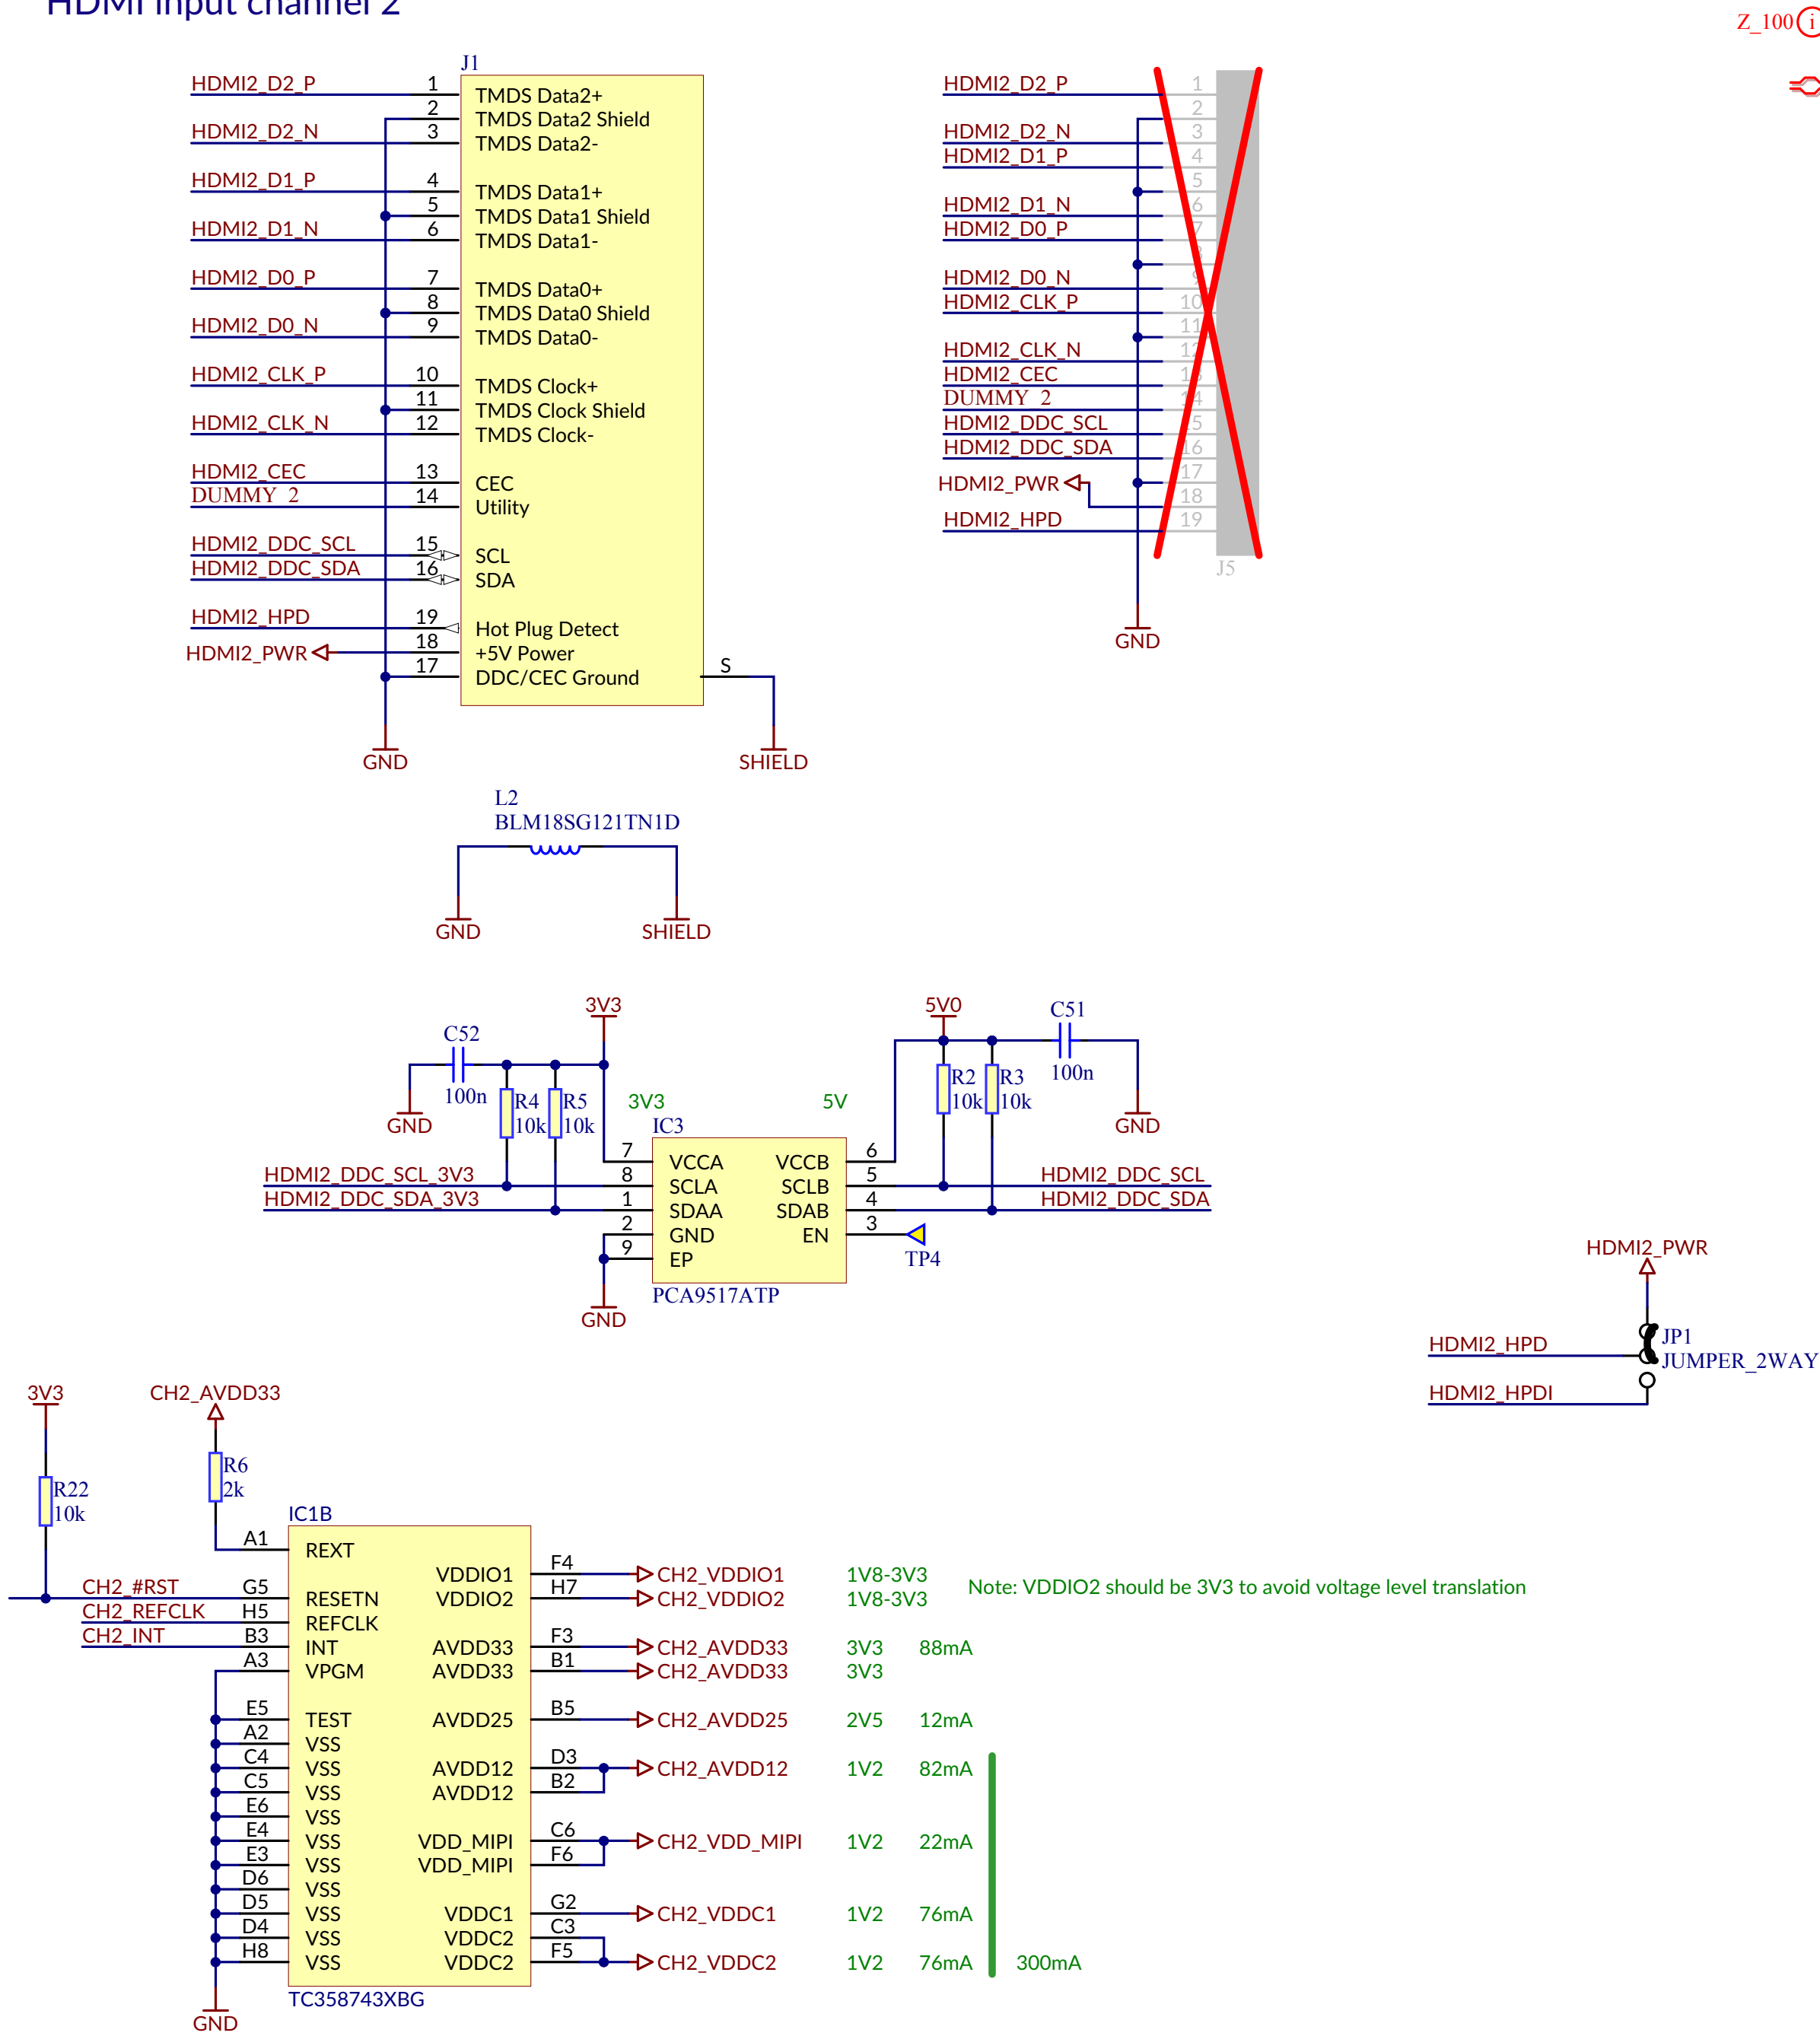 HDMI input channel 2
Z_100 i
J1
HDMI2_D2_P 1 TMDS Data2+
2 TMDS Data2 Shield
HDMI2_D2_N 3 TMDS Data2-
HDMI2_D1_P 4 TMDS Data1+
5 TMDS Data1 Shield
HDMI2_D1_N 6 TMDS Data1-
HDMI2_D0_P 7 TMDS Data0+
8 TMDS Data0 Shield
HDMI2_D0_N 9 TMDS Data0-
HDMI2_CLK_P 10 TMDS Clock+
11 TMDS Clock Shield
HDMI2_CLK_N 12 TMDS Clock-
HDMI2_CEC 13 CEC
DUMMY_2 14 Utility
HDMI2_DDC_SCL 15 SCL
HDMI2_DDC_SDA 16 SDA
HDMI2_HPD 19 Hot Plug Detect
HDMI2_PWR 18 +5V Power
17 DDC/CEC Ground S
GND
SHIELD
HDMI2_D2_P 1
2
HDMI2_D2_N 3
HDMI2_D1_P 4
5
HDMI2_D1_N 6
HDMI2_D0_P 7
8
HDMI2_D0_N 9
HDMI2_CLK_P 10
11
HDMI2_CLK_N 12
HDMI2_CEC 13
DUMMY_2 14
HDMI2_DDC_SCL 15
HDMI2_DDC_SDA 16
HDMI2_PWR 17
18
HDMI2_HPD 19
J5
GND
L2
BLM18SG121TN1D
GND SHIELD
3V3 5V0 C51
C52
100n
R4 10k
R5 10k
R2 10k
R3 10k
100n
GND
GND
3V3 5V
IC3
7 VCCA VCCB 6
HDMI2_DDC_SCL_3V3 8 SCLA SCLB 5 HDMI2_DDC_SCL
HDMI2_DDC_SDA_3V3 1 SDAA SDAB 4 HDMI2_DDC_SDA
2 GND EN 3
9 EP TP4
PCA9517ATP
GND
HDMI2_PWR
JP1
HDMI2_HPD JUMPER_2WAY
HDMI2_HPDI
3V3 CH2_AVDD33
R6
2k
R22
10k
IC1B
A1 REXT
F4 VDDIO1 CH2_VDDIO1 1V8-3V3
CH2_#RST G5 RESETN VDDIO2 H7 CH2_VDDIO2 1V8-3V3
Note: VDDIO2 should be 3V3 to avoid voltage level translation
CH2_REFCLK H5 REFCLK
CH2_INT B3 INT AVDD33 F3 CH2_AVDD33 3V3 88mA
A3 VPGM AVDD33 B1 CH2_AVDD33 3V3
E5 TEST AVDD25 B5 CH2_AVDD25 2V5 12mA
A2 VSS
C4 VSS AVDD12 D3 CH2_AVDD12 1V2 82mA
C5 VSS AVDD12 B2
E6 VSS
E4 VSS VDD_MIPI C6 CH2_VDD_MIPI 1V2 22mA
E3 VSS VDD_MIPI F6
D6 VSS
D5 VSS VDDC1 G2 CH2_VDDC1 1V2 76mA
D4 VSS VDDC2 C3
H8 VSS VDDC2 F5 CH2_VDDC2 1V2 76mA 300mA
TC358743XBG
GND